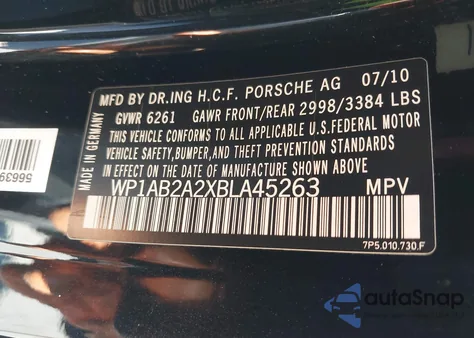 MFD BY DR.ING H.C.F. PORSCHE AG 07/10
GVWR 6261 GAWR FRONT/REAR 2998/3384 LBS
THIS VEHICLE CONFORMS TO ALL APPLICABLE U.S.FEDERAL MOTOR
VEHICLE SAFETY,BUMPER,AND THEFT PREVENTION STANDARDS
IN EFFECT ON THE DATE OF MANUFACTURE SHOWN ABOVE
WP1AB2A2XBLA45263 MPV
7P5.010.730.F
MADE IN GERMANY
autoSnap